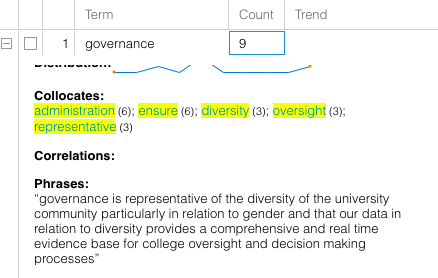 Term Count Trend
1 governance 9
Distribution:
Collocates:
administration (6); ensure (6); diversity (3); oversight (3);
representative (3)
Correlations:
Phrases:
“governance is representative of the diversity of the university
community particularly in relation to gender and that our data in
relation to diversity provides a comprehensive and real time
evidence base for college oversight and decision making
processes”